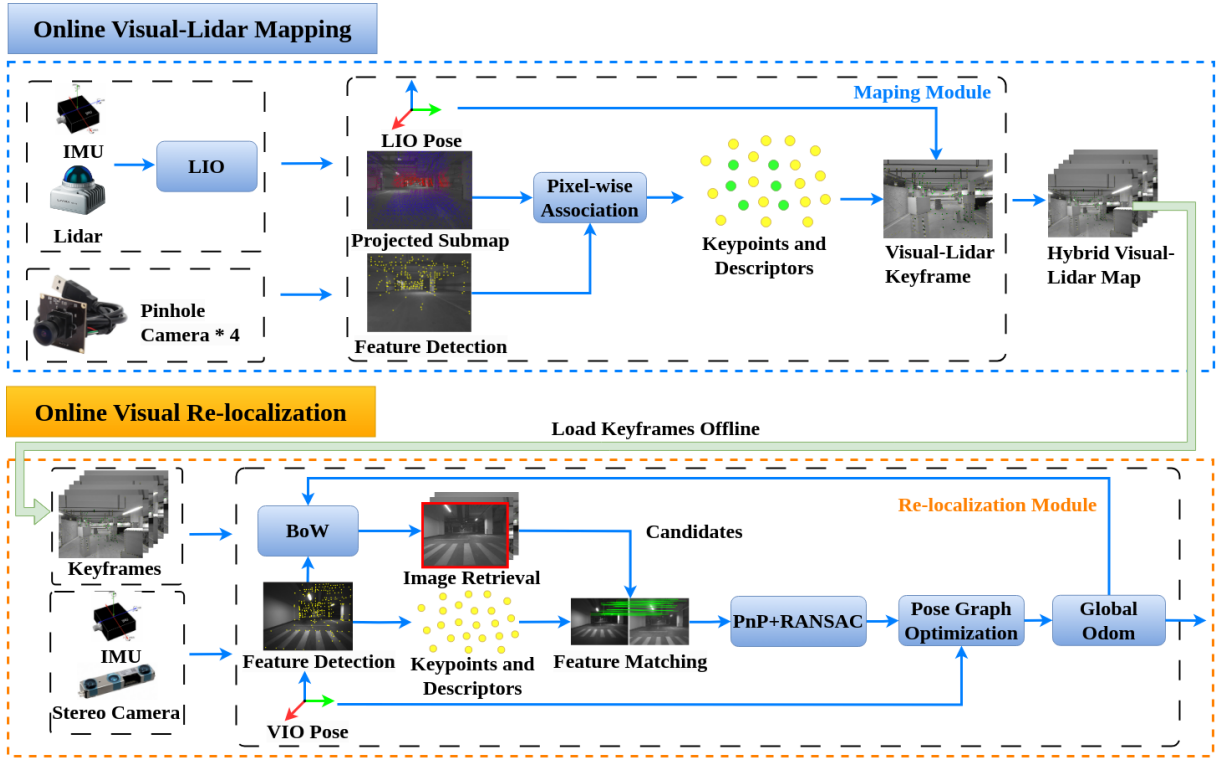 Online Visual-Lidar Mapping
Maping Module
IMU
LIO
Lidar
LIO Pose
Projected Submap
Pixel-wise
Association
Keypoints and
Descriptors
Visual-Lidar
Keyframe
Hybrid Visual-
Lidar Map
Pinhole
Camera * 4
Feature Detection
Online Visual Re-localization
Load Keyframes Offline
Re-localization Module
Keyframes
BoW
Image Retrieval
Candidates
IMU
Stereo Camera
Feature Detection
Keypoints and
Descriptors
Feature Matching
PnP+RANSAC
Pose Graph
Optimization
Global
Odom
VIO Pose